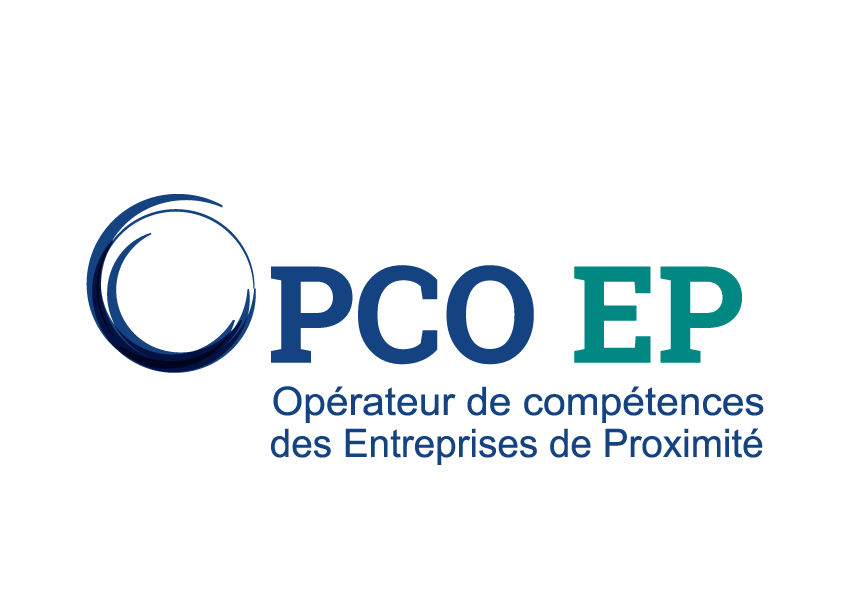 OPCO EP
Opérateur de compétences
des Entreprises de Proximité